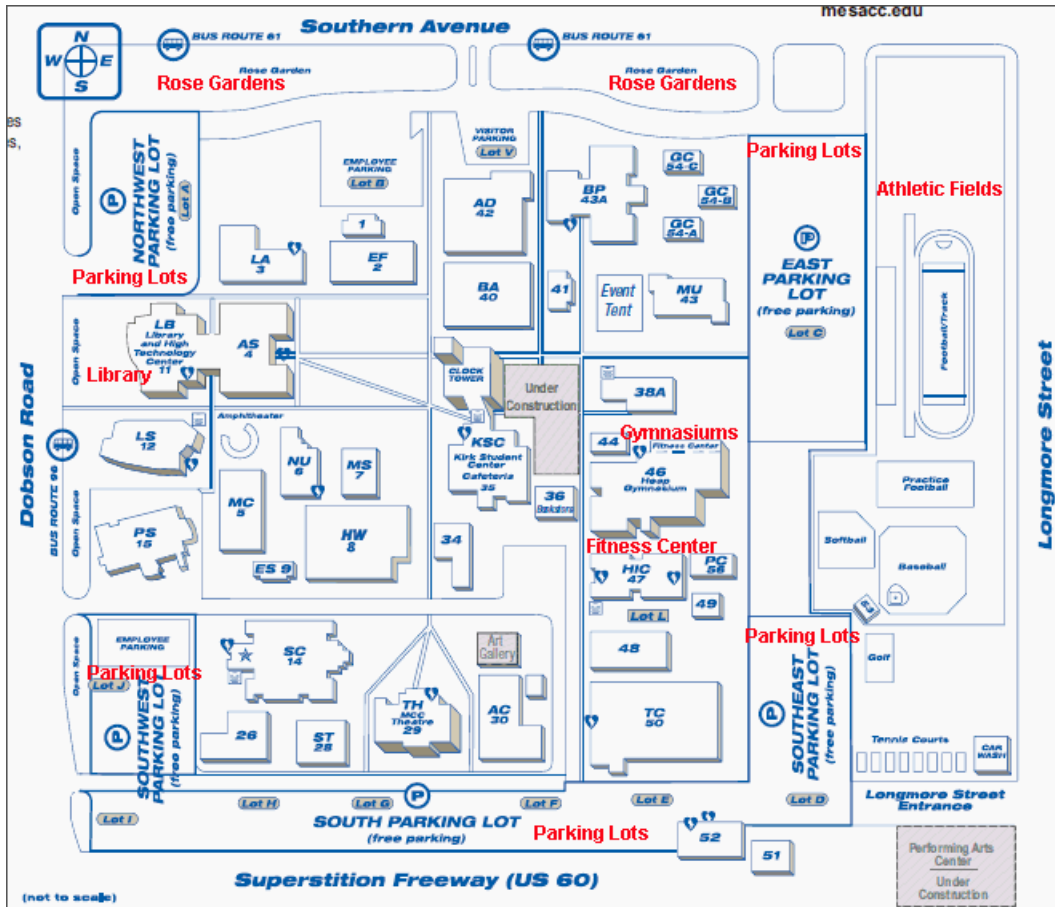 mesacc.edu
Southern Avenue
N
W E
S
BUS ROUTE 61
BUS ROUTE 61
Rose Garden
Rose Gardens
Rose Garden
Rose Gardens
es
s,
Open Space
NORTHWEST
PARKING LOT
(free parking)
P
Lot A
Parking Lots
EMPLOYEE
PARKING
Lot B
VISITOR
PARKING
Lot V
1
LA
3
EF
2
AD
42
BA
40
BP
43A
GC
54-C
GC
54-B
GC
54-A
41
Event
Tent
MU
43
Parking Lots
P
EAST
PARKING
LOT
(free parking)
Lot C
Athletic Fields
Football/Track
Longmore Street
Open Space
LB
Library
and High
Technology
Center
11
Library
AS
4
CLOCK
TOWER
Under
Construction
38A
Dobson Road
BUS ROUTE 96
Open Space
LS
12
Amphitheater
NU
6
MS
7
MC
5
HW
8
PS
15
ES 9
KSC
Kirk Student
Center
Cafeteria
35
36
Bookstore
34
44
Gymnasiums
Fitness Center
46
Heap
Gymnasium
Fitness Center
HIC
47
PC
56
49
Lot L
48
Practice
Football
Softball
Baseball
53
Golf
Open Space
EMPLOYEE
PARKING
Parking Lots
Lot J
P
SOUTHWEST
PARKING LOT
(free parking)
SC
14
26
ST
28
TH
MCC
Theatre
29
Art
Gallery
AC
30
TC
50
Parking Lots
P
SOUTHEAST
PARKING LOT
(free parking)
Tennis Courts
CAR
WASH
Longmore Street
Entrance
Lot I
Lot H
Lot G
P
Lot F
Lot E
Lot D
SOUTH PARKING LOT
(free parking)
Parking Lots
52
51
Performing Arts
Center
Under
Construction
Superstition Freeway (US 60)
(not to scale)